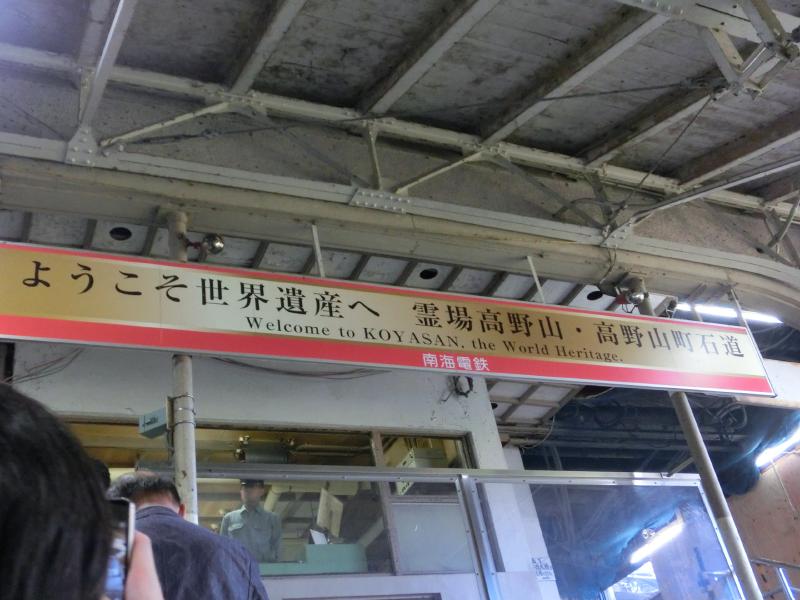 ようこそ世界遺産へ 霊場高野山・高野山町石道
Welcome to KOYASAN, the World Heritage.
南海電鉄